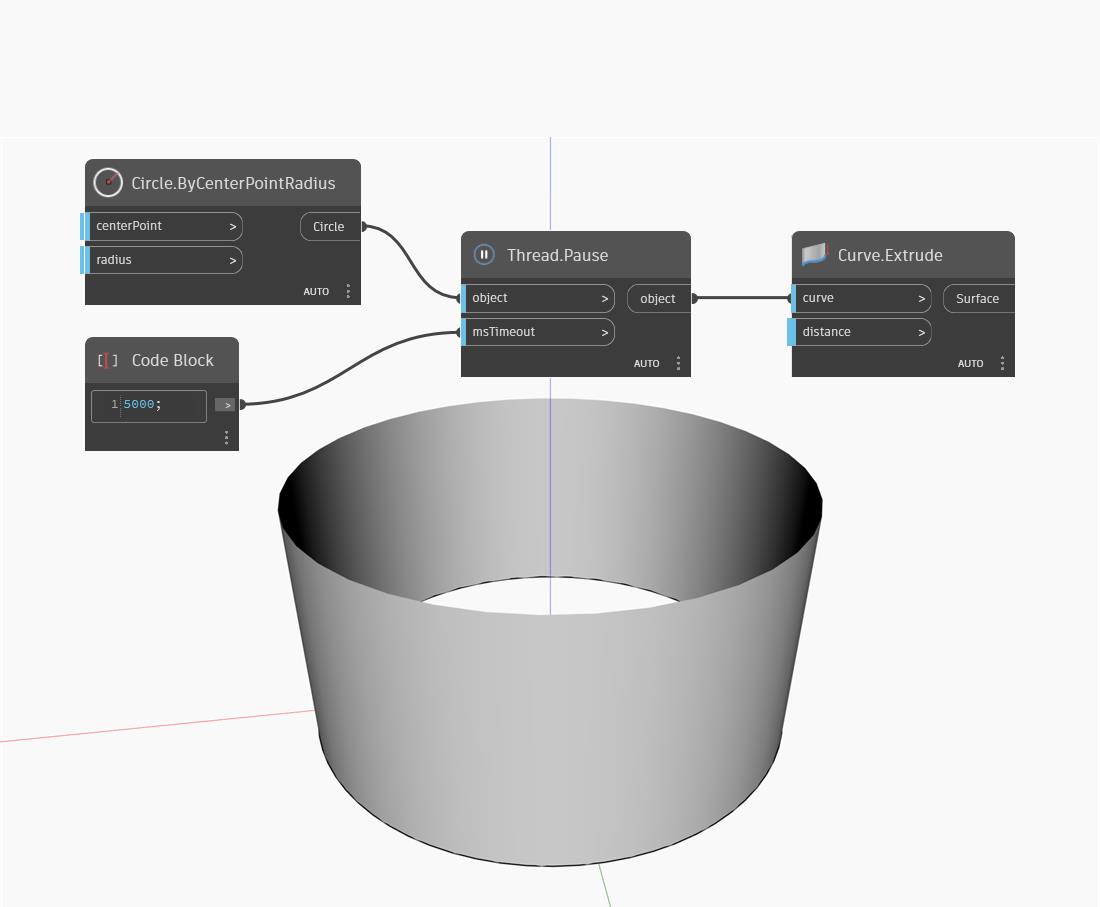 Circle.ByCenterPointRadius
centerPoint >
Circle
radius >
AUTO
Code Block
1 5000;
>
Thread.Pause
object >
object
msTimeout >
AUTO
Curve.Extrude
curve >
Surface
distance >
AUTO